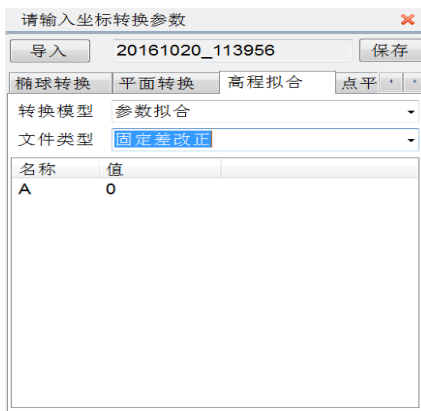 请输入坐标转换参数
导入 20161020_113956 保存
椭球转换 平面转换 高程拟合 点平
转换模型 参数拟合
文件类型 固定差改正
名称 值
A 0